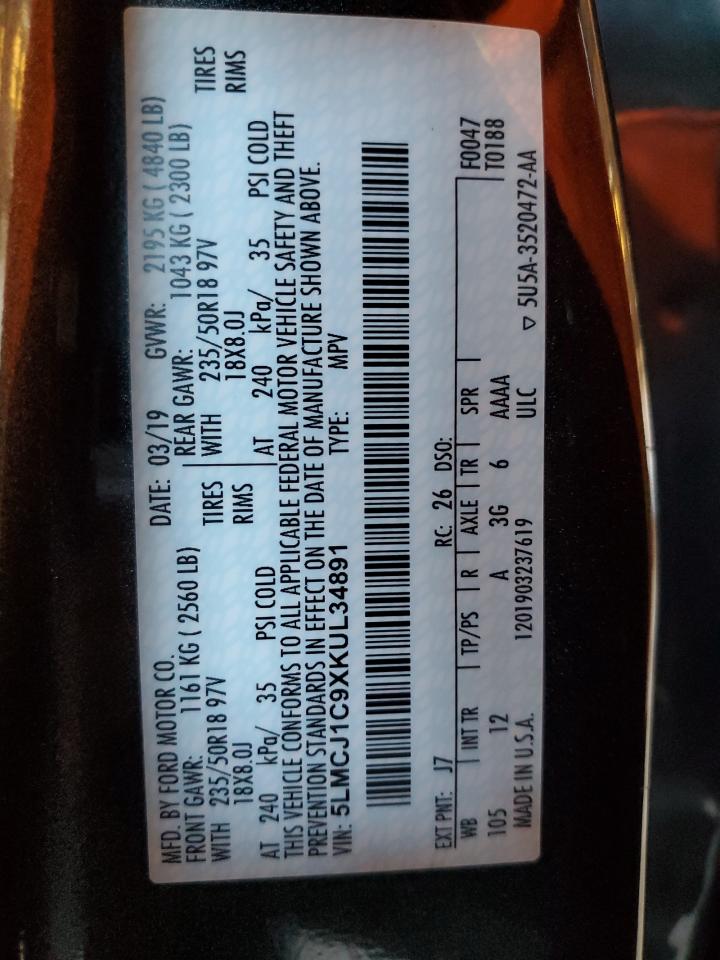 MFD. BY FORD MOTOR CO. DATE: 03/19 GVWR: 2195 KG ( 4840 LB)
FRONT GAWR: 1161 KG ( 2560 LB) REAR GAWR: 1043 KG ( 2300 LB)
WITH 235/50R18 97V TIRES WITH 235/50R18 97V TIRES
18X8.0J RIMS 18X8.0J RIMS
AT 240 kPa/ 35 PSI COLD AT 240 kPa/ 35 PSI COLD
THIS VEHICLE CONFORMS TO ALL APPLICABLE FEDERAL MOTOR VEHICLE SAFETY AND THEFT
PREVENTION STANDARDS IN EFFECT ON THE DATE OF MANUFACTURE SHOWN ABOVE.
VIN: 5LMCJ1C9XKUL34891 TYPE: MPV
EXT PNT: J7 RC: 26 DSO: F0047
WB INT TR TP/PS R AXLE TR SPR T0188
105 12 A 3G 6 AAAA
MADE IN U.S.A. 1201903237619 ULC ▽ 5U5A-3520472-AA